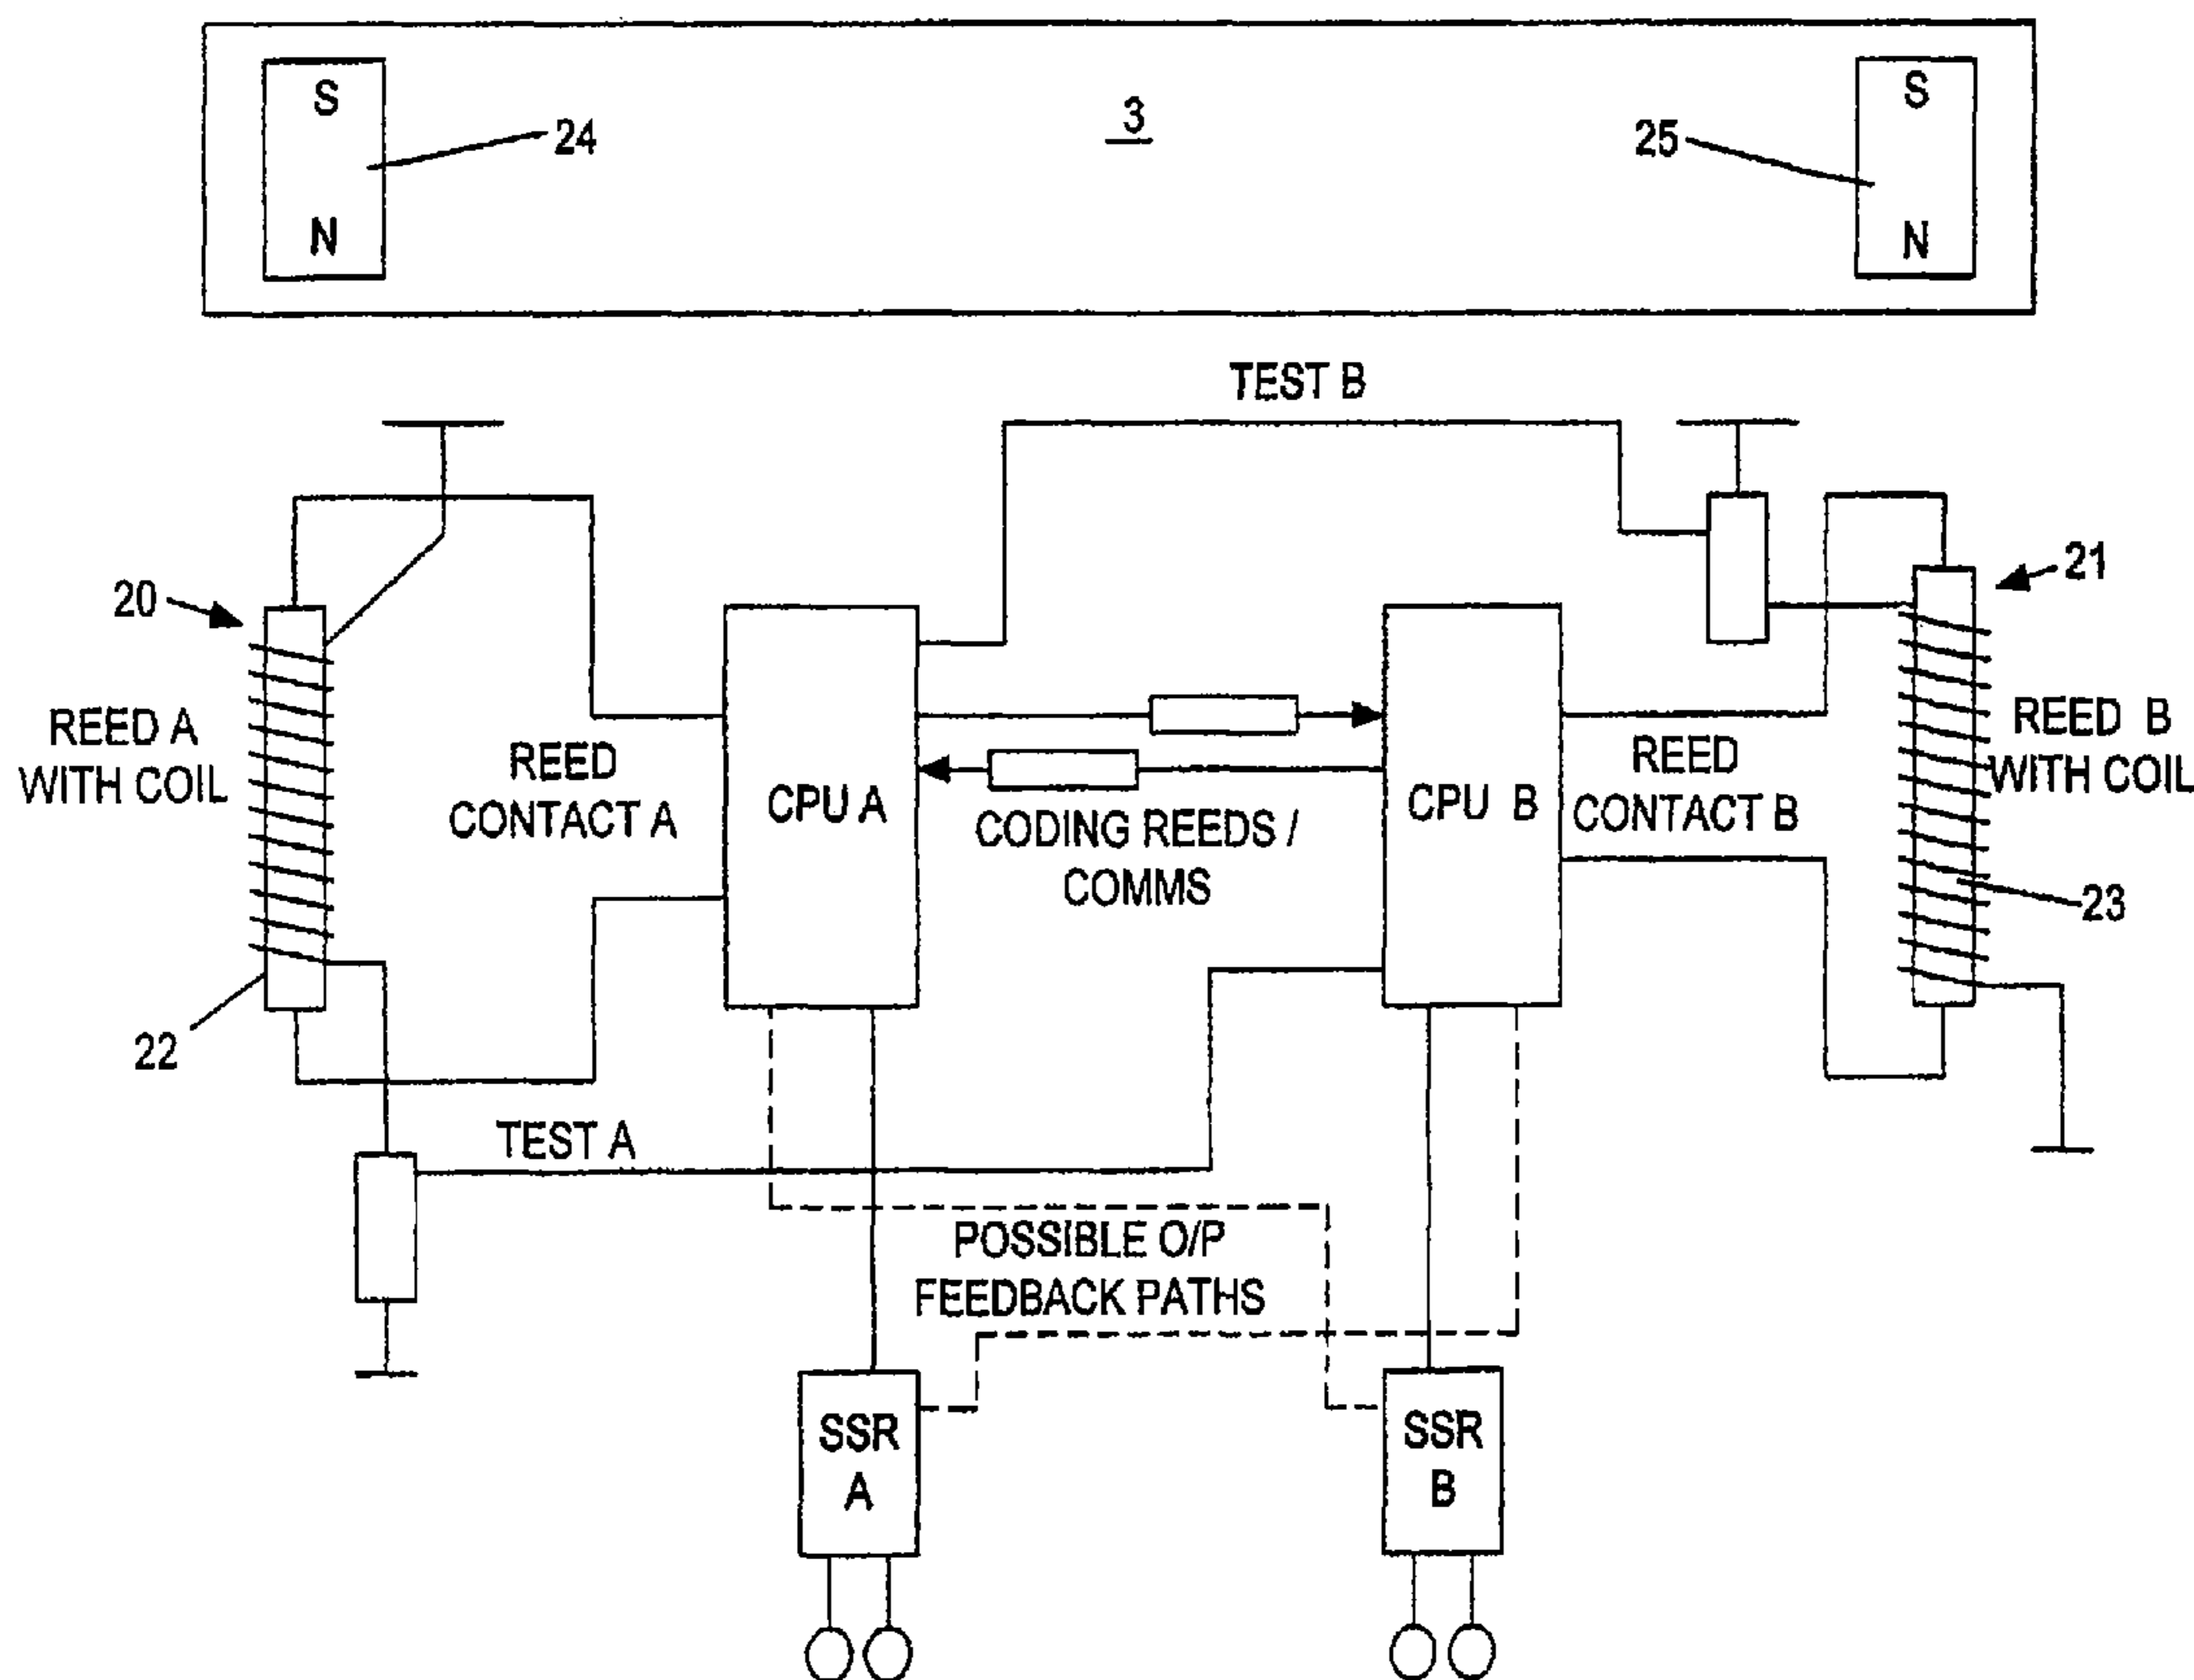 S
S
24
3
25
N
N
TEST B
20
21
REED A
WITH COIL
REED
CONTACT A
CPU A
CODING REEDS /
COMMS
CPU B
REED
CONTACT B
REED B
WITH COIL
23
22
TEST A
POSSIBLE O/P
FEEDBACK PATHS
SSR
A
SSR
B